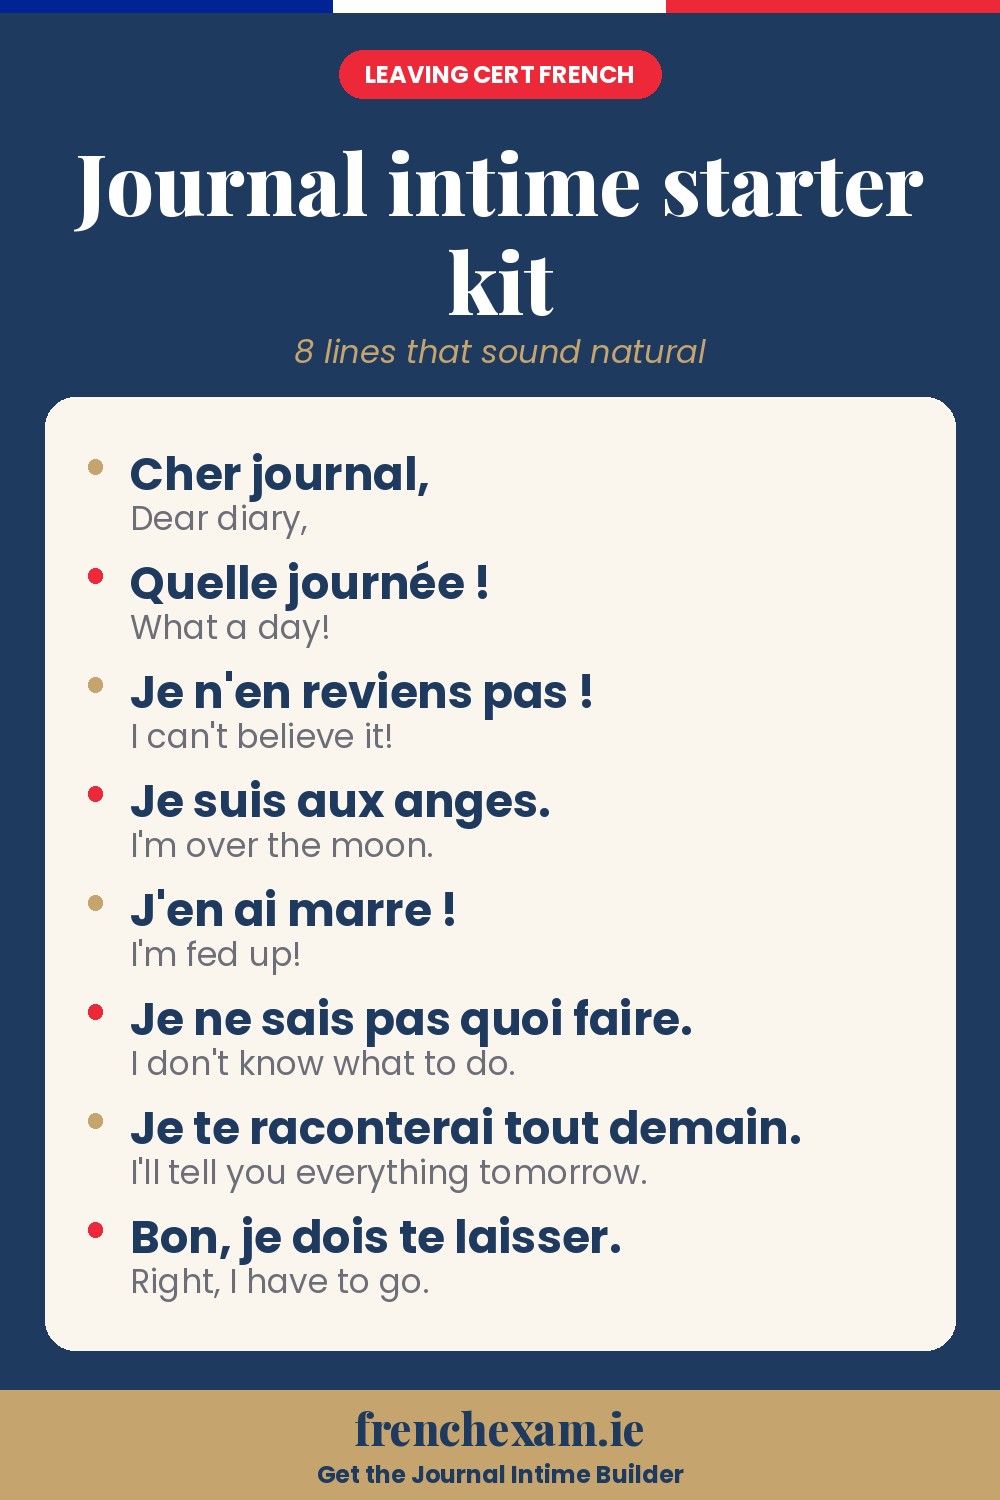 LEAVING CERT FRENCH
Journal intime starter
kit
8 lines that sound natural
Cher journal,
Dear diary,
Quelle journée !
What a day!
Je n'en reviens pas !
I can't believe it!
Je suis aux anges.
I'm over the moon.
J'en ai marre !
I'm fed up!
Je ne sais pas quoi faire.
I don't know what to do.
Je te raconterai tout demain.
I'll tell you everything tomorrow.
Bon, je dois te laisser.
Right, I have to go.
frenchexam.ie
Get the Journal Intime Builder